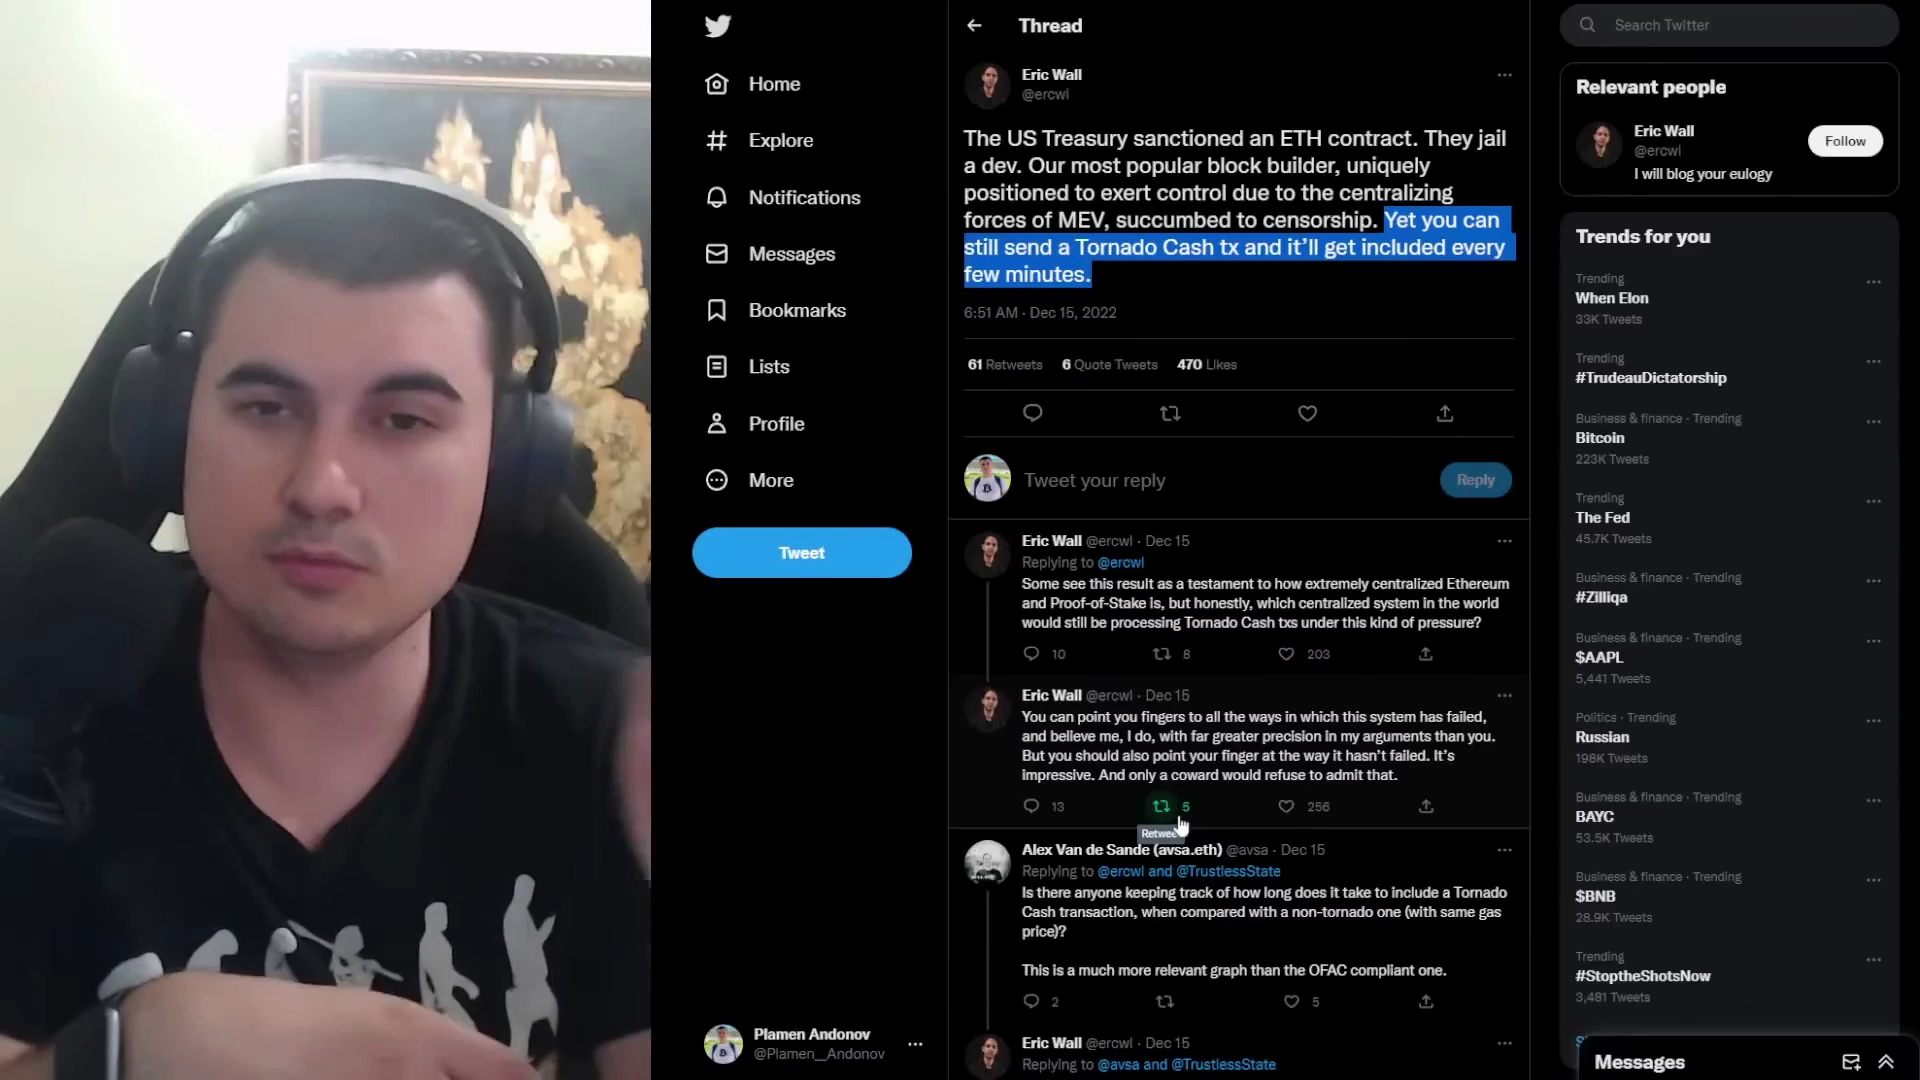 Home
Explore
Notifications
Messages
Bookmarks
Lists
Profile
More
Tweet
Plamen Andonov
@Plamen__Andonov
Thread
Eric Wall
@ercwl
The US Treasury sanctioned an ETH contract. They jail
a dev. Our most popular block builder, uniquely
positioned to exert control due to the centralizing
forces of MEV, succumbed to censorship. Yet you can
still send a Tornado Cash tx and it'll get included every
few minutes.
6:51 AM · Dec 15, 2022
61 Retweets 6 Quote Tweets 470 Likes
Tweet your reply
Reply
Eric Wall @ercwl · Dec 15
Replying to @ercwl
Some see this result as a testament to how extremely centralized Ethereum
and Proof-of-Stake is, but honestly, which centralized system in the world
would still be processing Tornado Cash txs under this kind of pressure?
10 8 203
Eric Wall @ercwl · Dec 15
You can point you fingers to all the ways in which this system has failed,
and believe me, I do, with far greater precision in my arguments than you.
But you should also point your finger at the way it hasn't failed. It's
impressive. And only a coward would refuse to admit that.
13 5 256
Alex Van de Sande (avsa.eth) @avsa · Dec 15
Replying to @ercwl and @TrustlessState
Is there anyone keeping track of how long does it take to include a Tornado
Cash transaction, when compared with a non-tornado one (with same gas
price)?
This is a much more relevant graph than the OFAC compliant one.
2 5
Eric Wall @ercwl · Dec 15
Replying to @avsa and @TrustlessState
Search Twitter
Relevant people
Eric Wall
@ercwl
Follow
I will blog your eulogy
Trends for you
Trending
When Elon
33K Tweets
Trending
#TrudeauDictatorship
Business & finance · Trending
Bitcoin
223K Tweets
Trending
The Fed
45.7K Tweets
Business & finance · Trending
#Zilliqa
Business & finance · Trending
$AAPL
5,441 Tweets
Politics · Trending
Russian
198K Tweets
Business & finance · Trending
BAYC
53.5K Tweets
Business & finance · Trending
$BNB
28.9K Tweets
Trending
#StoptheShotsNow
3,481 Tweets
Messages